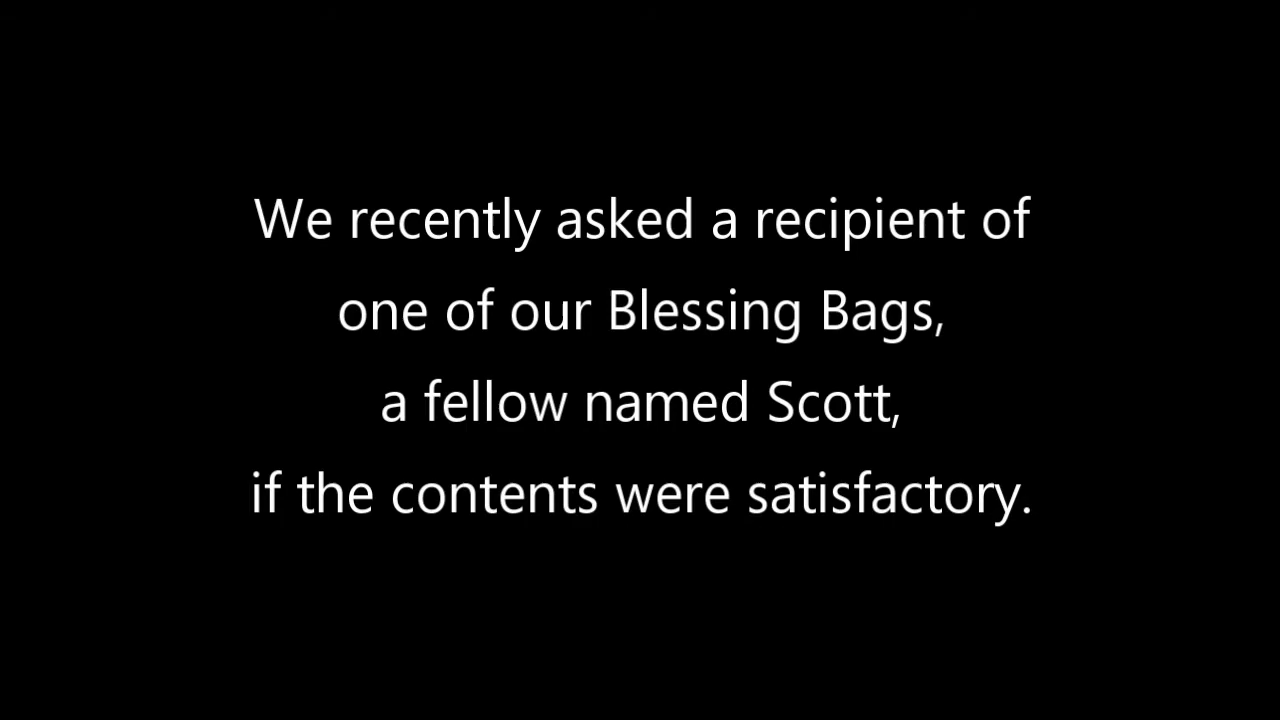 We recently asked a recipient of
one of our Blessing Bags,
a fellow named Scott,
if the contents were satisfactory.